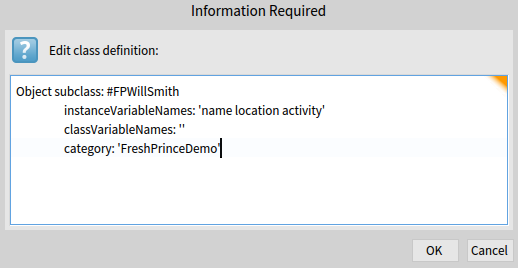 Information Required
Edit class definition:
Object subclass: #FPWillSmith
instanceVariableNames: 'name location activity'
classVariableNames: ''
category: 'FreshPrinceDemo'
OK
Cancel